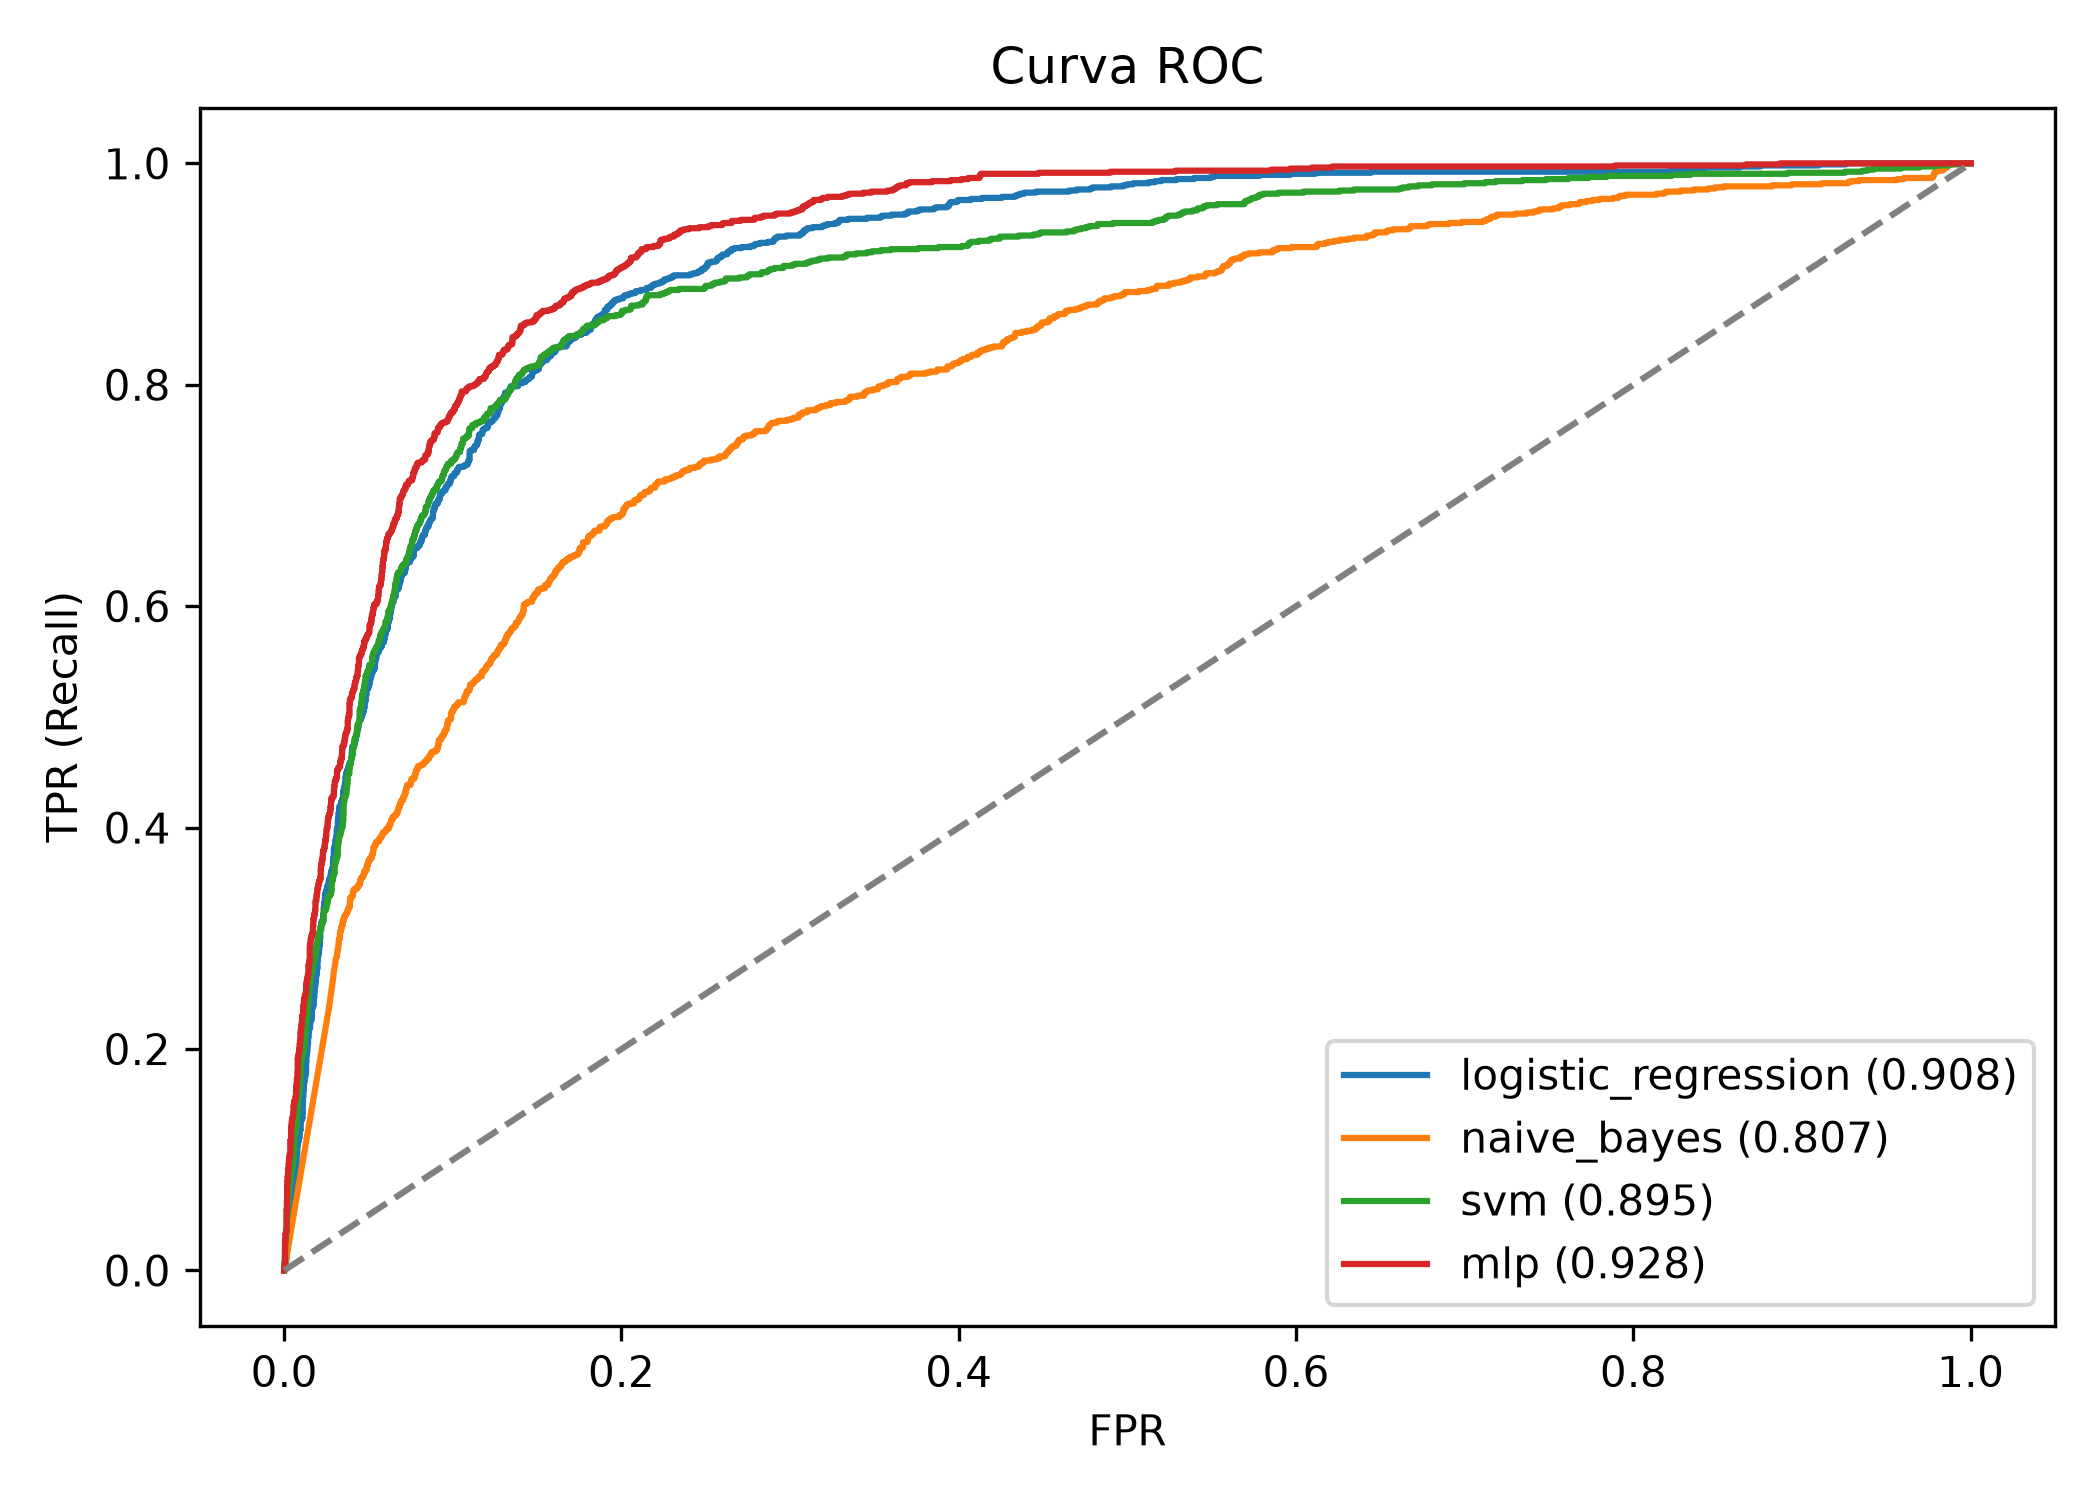 Curva ROC
1.0
0.8
0.6
0.4
0.2
0.0
TPR (Recall)
0.0 0.2 0.4 0.6 0.8 1.0
FPR
logistic_regression (0.908)
naive_bayes (0.807)
svm (0.895)
mlp (0.928)